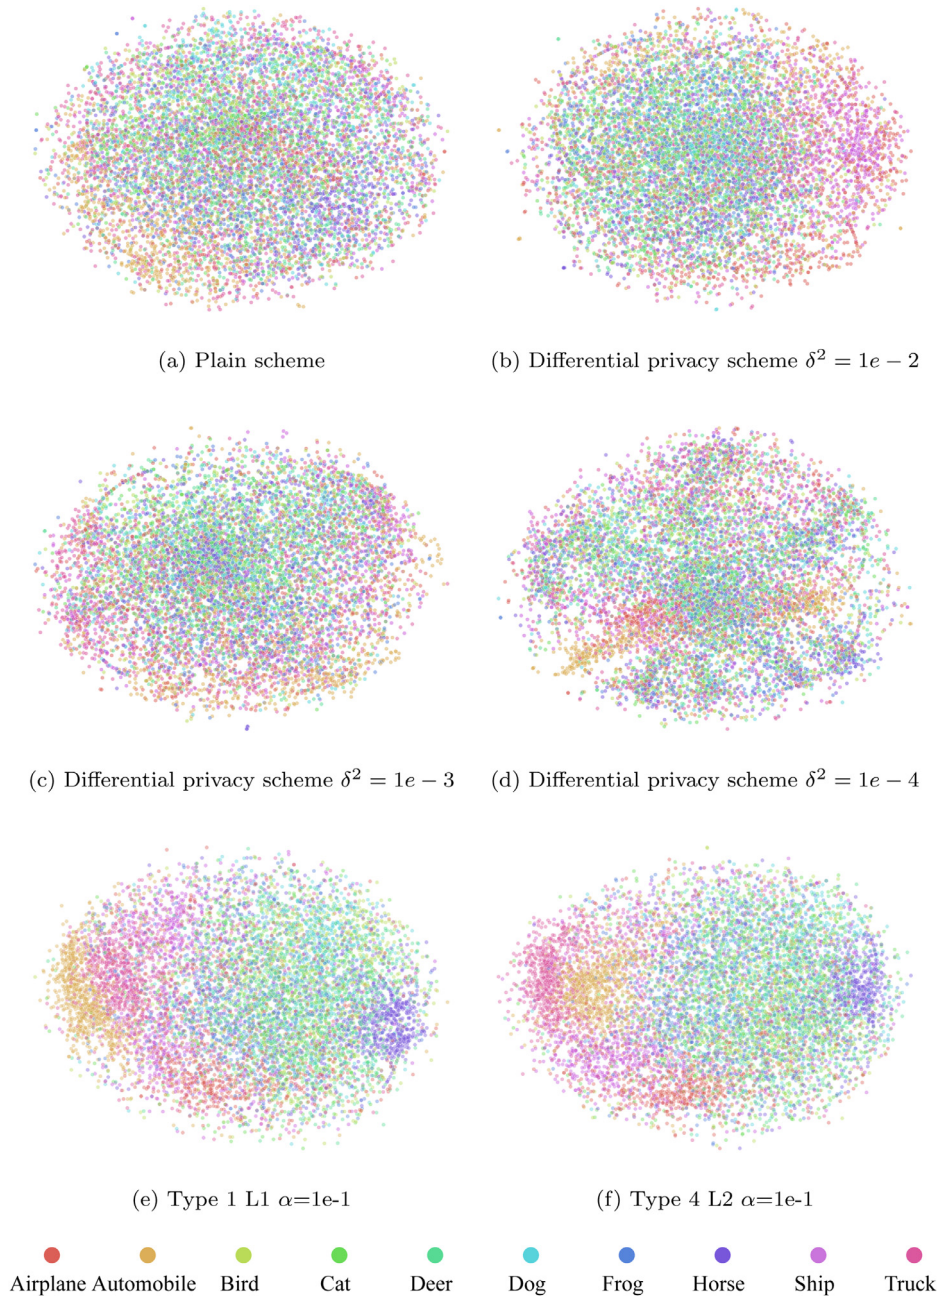 (a) Plain scheme
(b) Differential privacy scheme δ² = 1e − 2
(c) Differential privacy scheme δ² = 1e − 3
(d) Differential privacy scheme δ² = 1e − 4
(e) Type 1 L1 α=1e-1
(f) Type 4 L2 α=1e-1
Airplane Automobile Bird Cat Deer Dog Frog Horse Ship Truck